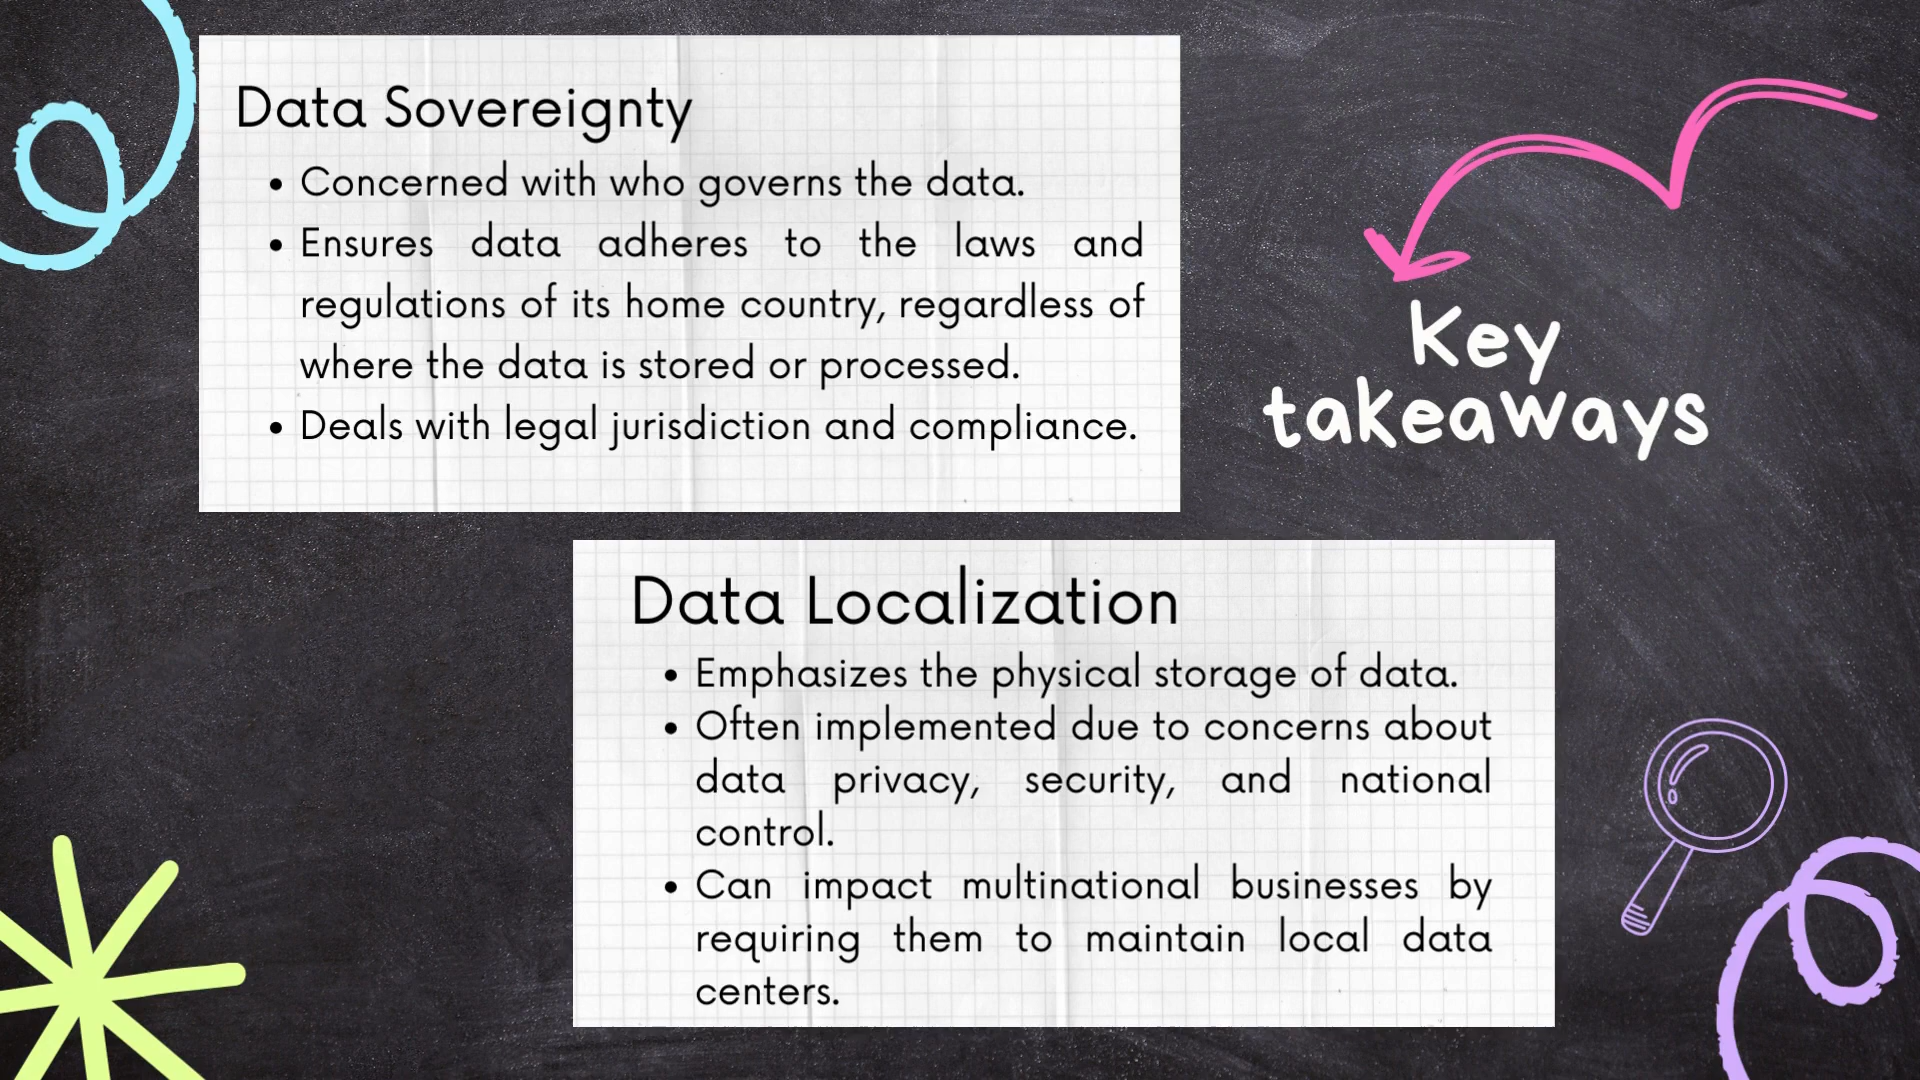 Data Sovereignty
• Concerned with who governs the data.
• Ensures data adheres to the laws and
regulations of its home country, regardless of
where the data is stored or processed.
• Deals with legal jurisdiction and compliance.
Key
takeaways
Data Localization
• Emphasizes the physical storage of data.
• Often implemented due to concerns about
data privacy, security, and national
control.
• Can impact multinational businesses by
requiring them to maintain local data
centers.